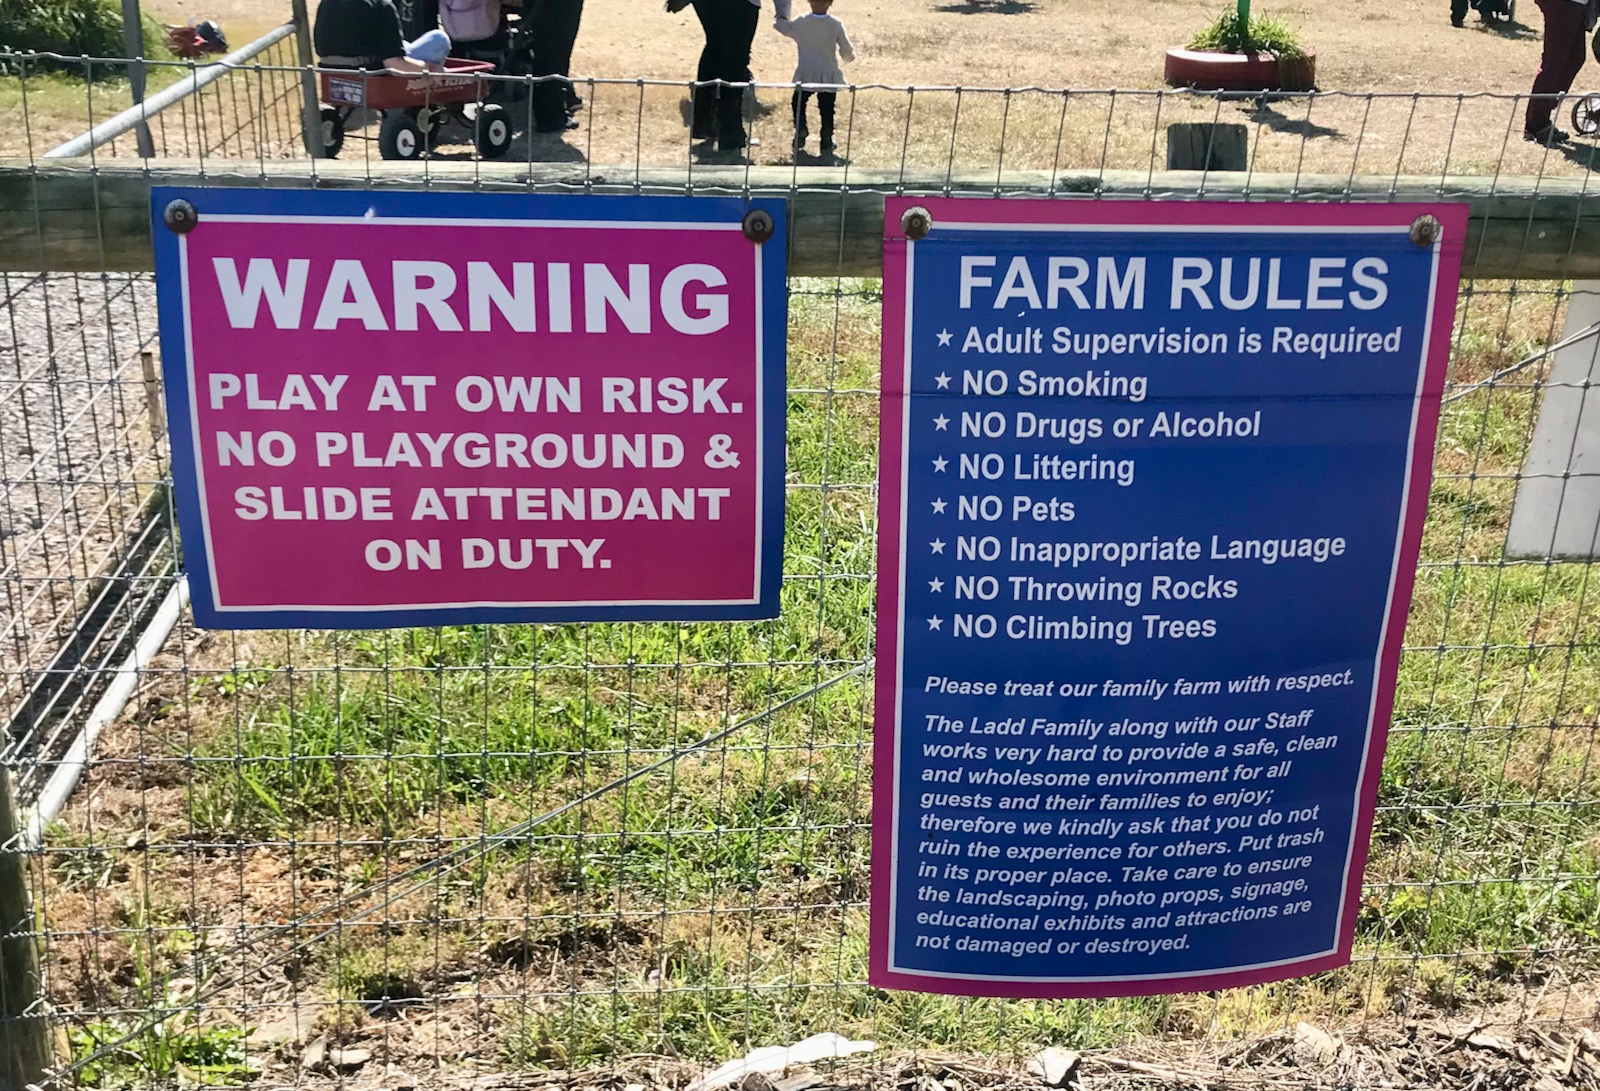 WARNING
PLAY AT OWN RISK.
NO PLAYGROUND &
SLIDE ATTENDANT
ON DUTY.
FARM RULES
★ Adult Supervision is Required
★ NO Smoking
★ NO Drugs or Alcohol
★ NO Littering
★ NO Pets
★ NO Inappropriate Language
★ NO Throwing Rocks
★ NO Climbing Trees
Please treat our family farm with respect.
The Ladd Family along with our Staff
works very hard to provide a safe, clean
and wholesome environment for all
guests and their families to enjoy;
therefore we kindly ask that you do not
ruin the experience for others. Put trash
in its proper place. Take care to ensure
the landscaping, photo props, signage,
educational exhibits and attractions are
not damaged or destroyed.